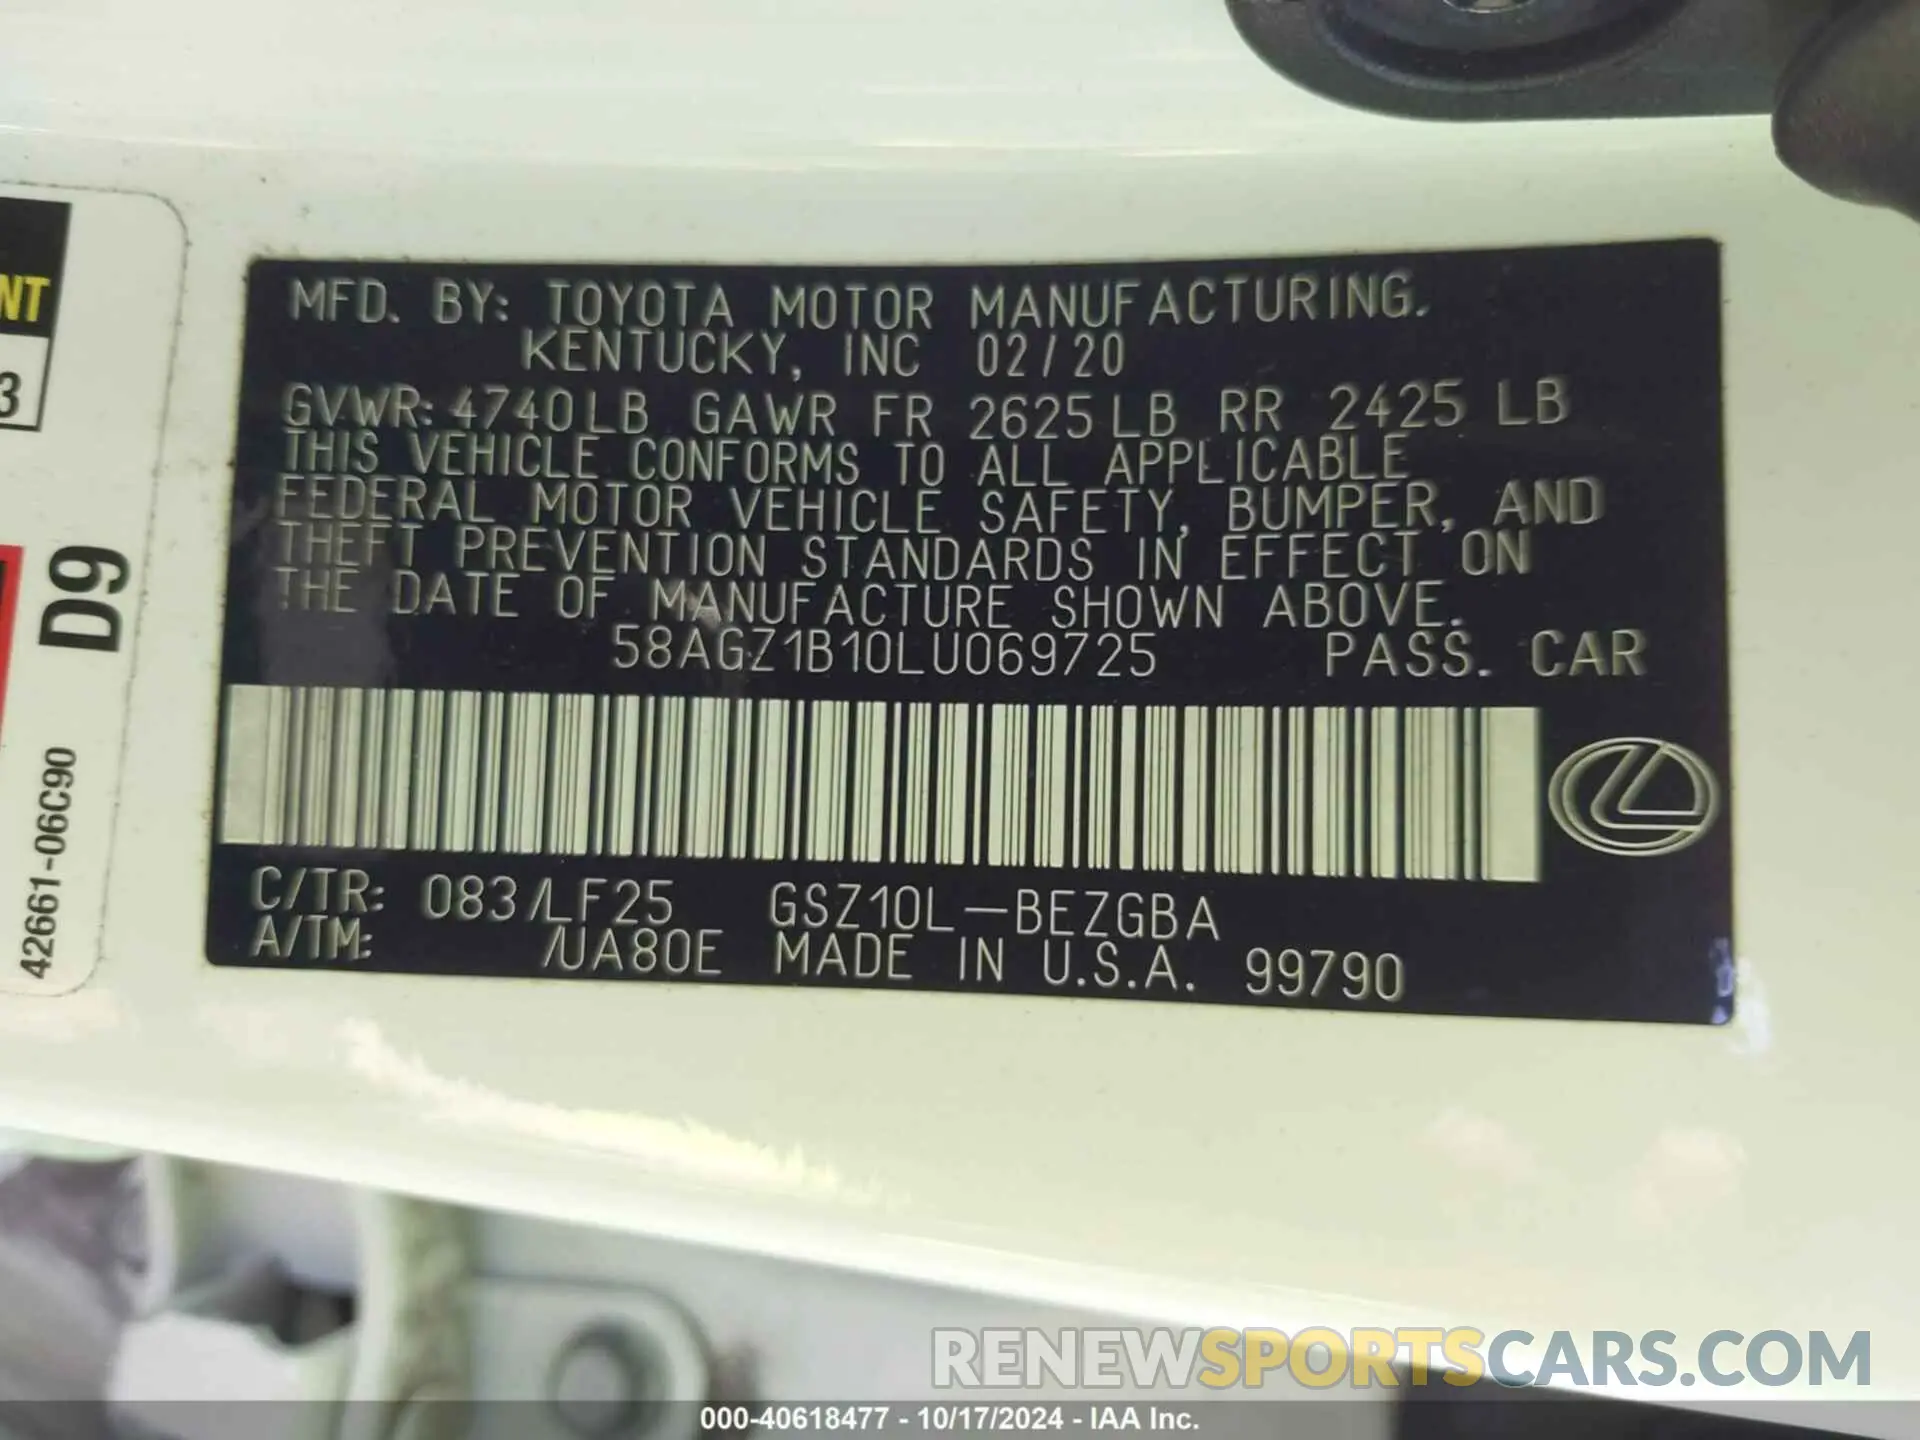 MFD. BY: TOYOTA MOTOR MANUFACTURING.
KENTUCKY, INC 02/20
GVWR: 4740LB GAWR FR 2625LB RR 2425 LB
THIS VEHICLE CONFORMS TO ALL APPLICABLE
FEDERAL MOTOR VEHICLE SAFETY, BUMPER, AND
THEFT PREVENTION STANDARDS IN EFFECT ON
THE DATE OF MANUFACTURE SHOWN ABOVE.
58AGZ1B10LU069725 PASS. CAR
C/TR: 083/LF25 GSZ10L-BEZGBA
A/TM: /UA80E MADE IN U.S.A. 99790
NT
3
D9
42661-06C90
RENEWSPORTSCARS.COM
000-40618477 - 10/17/2024 - IAA Inc.